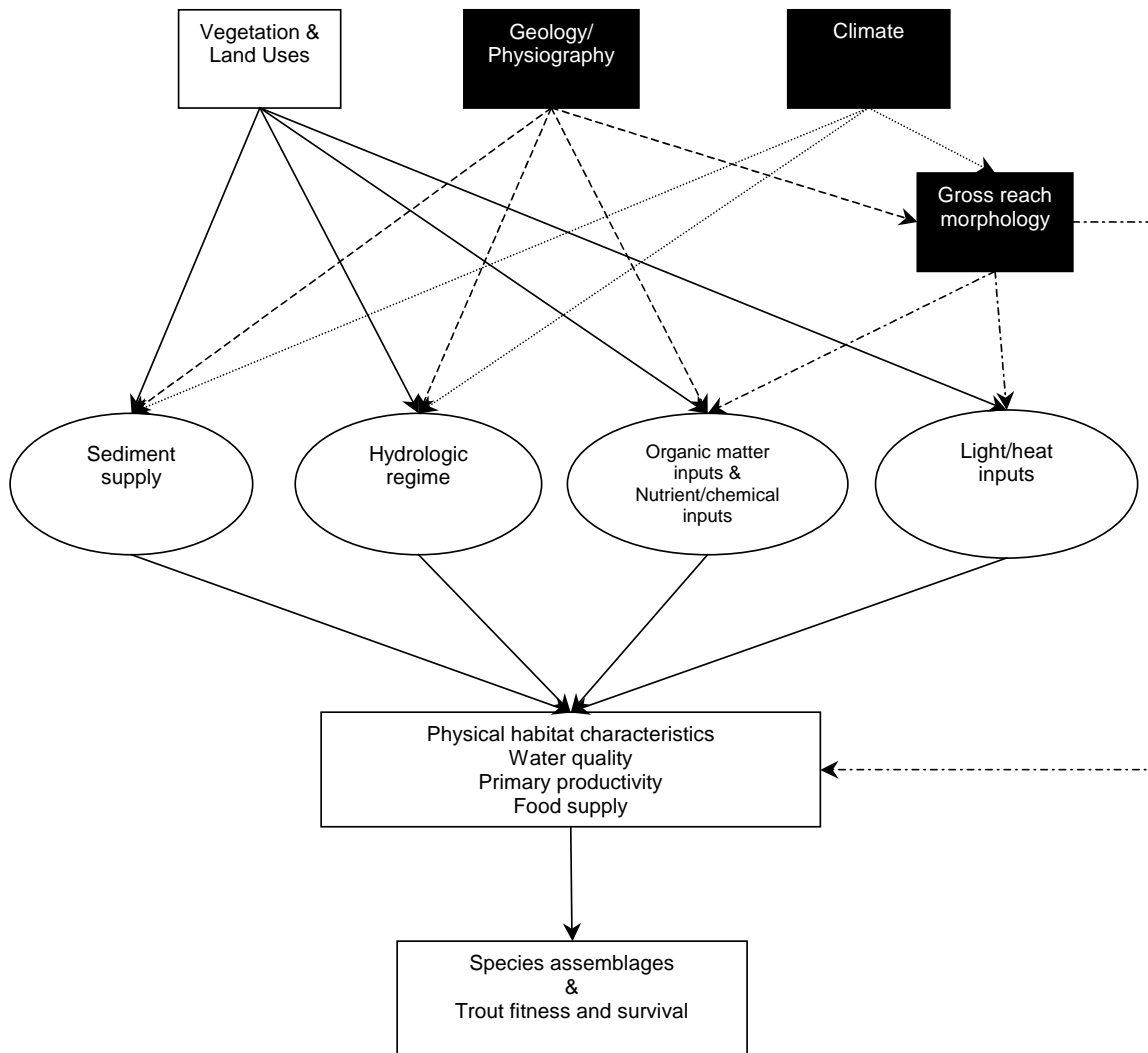 Vegetation &
Land Uses
Geology/
Physiography
Climate
Gross reach
morphology
Sediment
supply
Hydrologic
regime
Organic matter
inputs &
Nutrient/chemical
inputs
Light/heat
inputs
Physical habitat characteristics
Water quality
Primary productivity
Food supply
Species assemblages
&
Trout fitness and survival